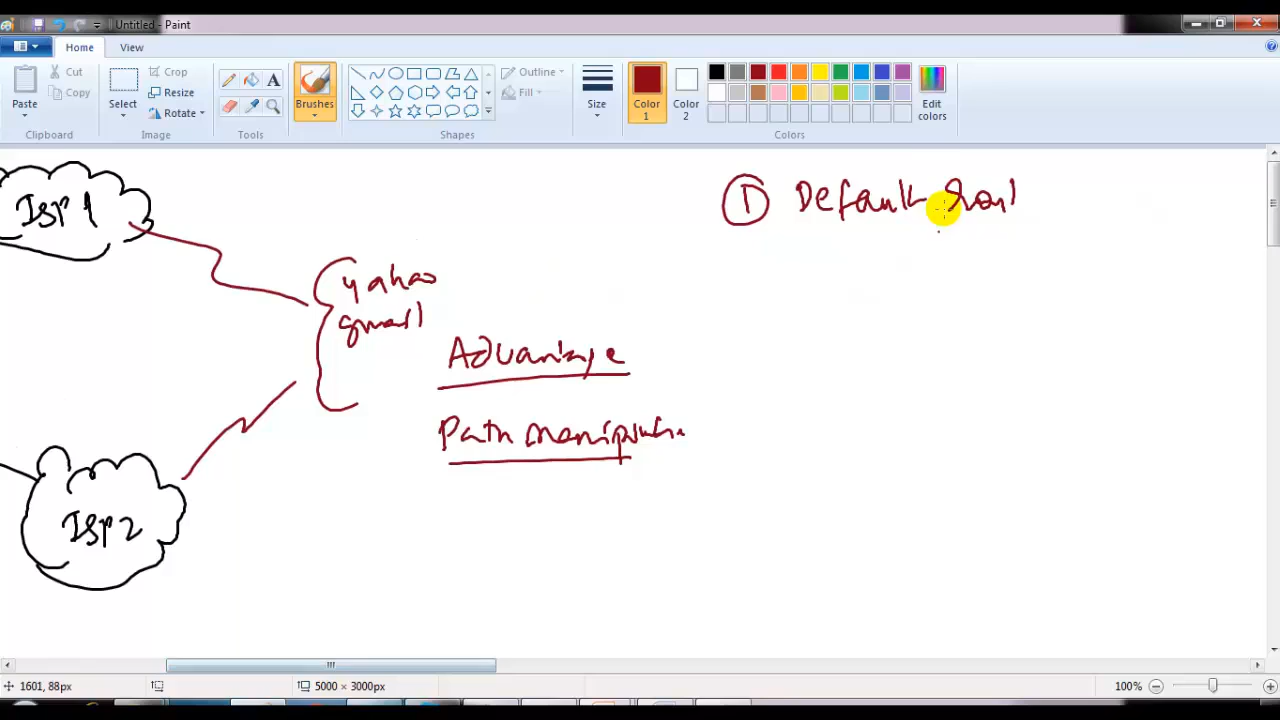 Untitled - Paint
Home View
Paste
Cut
Copy
Clipboard
Select
Crop
Resize
Rotate
Image
Tools
Brushes
Shapes
Outline
Fill
Size
Color 1
Color 2
Edit colors
Colors
Isp 1
① Default
yahoo
gmail
Advantage
Path
Isp 2
1601, 88px
5000 × 3000px
100%